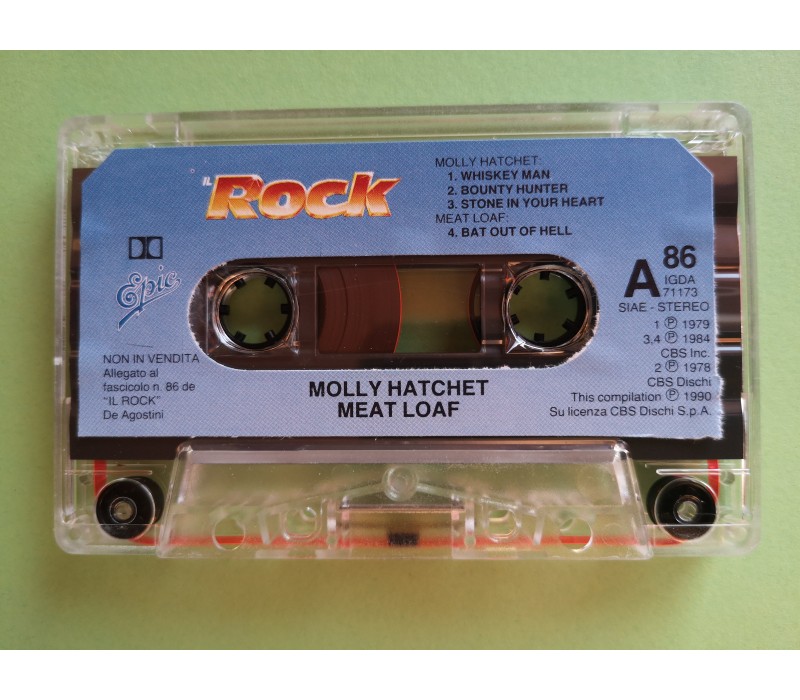 IL Rock
MOLLY HATCHET:
1. WHISKEY MAN
2. BOUNTY HUNTER
3. STONE IN YOUR HEART
MEAT LOAF:
4. BAT OUT OF HELL
Epic
A 86
IGDA
71173
SIAE - STEREO
1 ℗ 1979
3,4 ℗ 1984
CBS Inc.
2 ℗ 1978
CBS Dischi
This compilation ℗ 1990
Su licenza CBS Dischi S.p.A.
NON IN VENDITA
Allegato al
fascicolo n. 86 de
"IL ROCK"
De Agostini
MOLLY HATCHET
MEAT LOAF